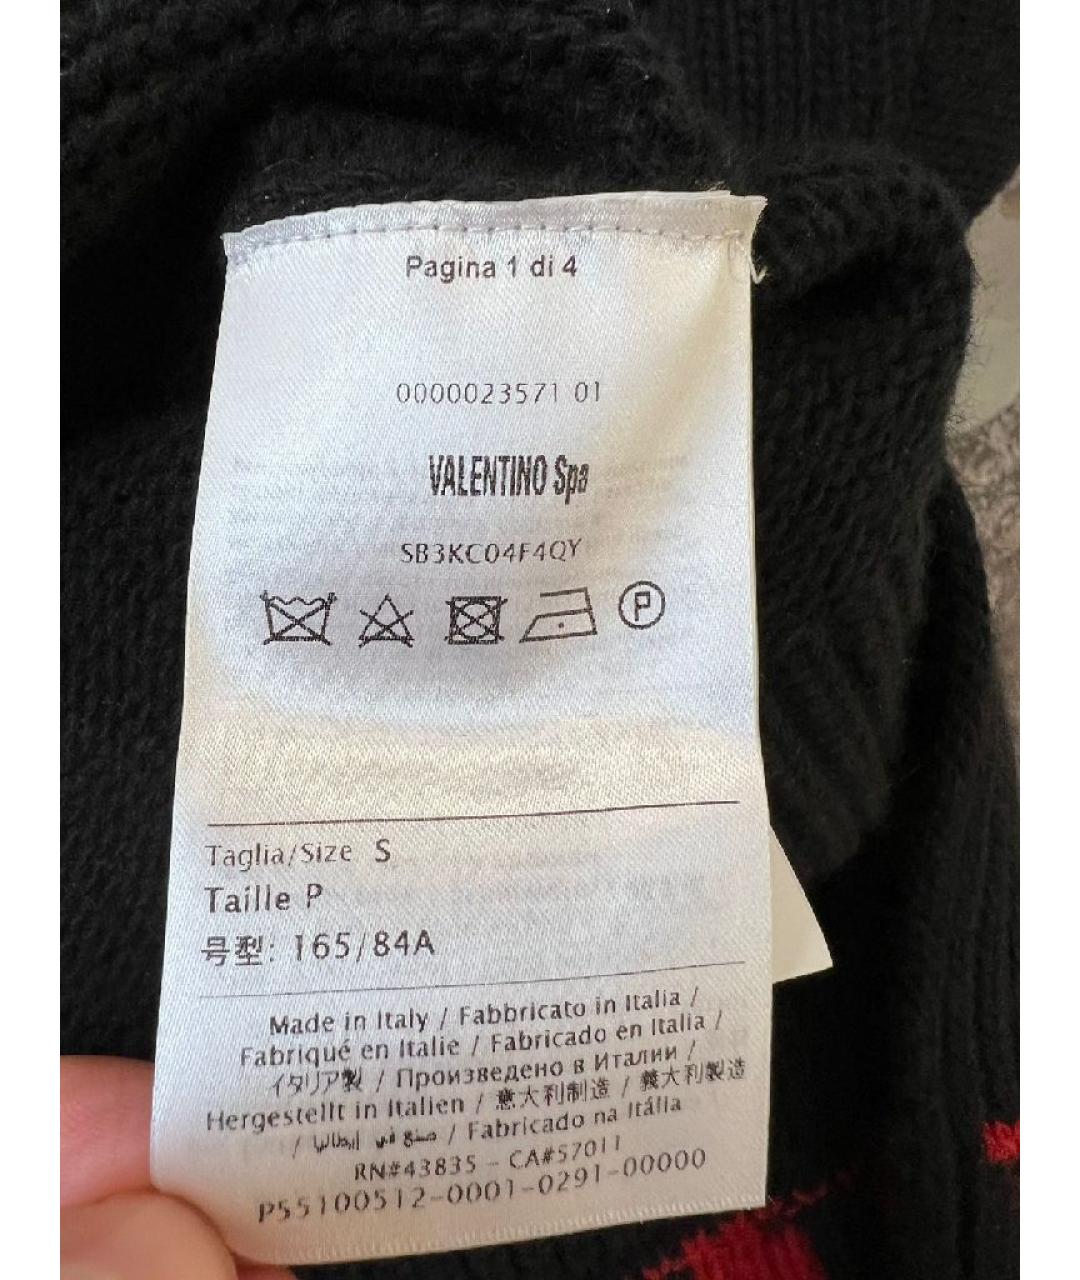 Pagina 1 di 4
0000023571 01
VALENTINO Spa
SB3KC04F4QY
P
Taglia/Size S
Taille P
号型: 165/84A
Made in Italy / Fabbricato in Italia /
Fabriqué en Italie / Fabricado en Italia /
イタリア製 / Произведено в Италии /
Hergestellt in Italien / 意大利制造 / 義大利製造
/ صنع في إيطاليا / Fabricado na Itália
RN#43835 - CA#57011
P55100512-0001-0291-00000